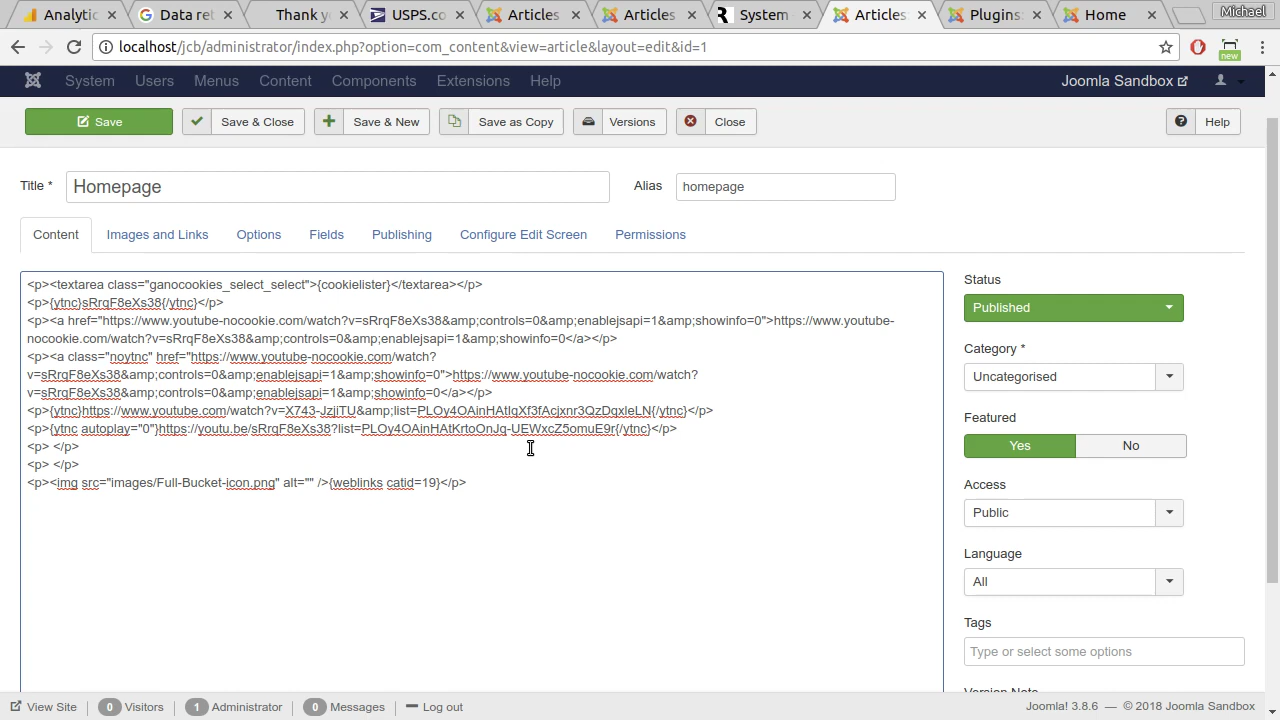 Analytic
Data ret
Thank y
USPS.co
Articles
Articles
System
Articles
Plugins
Home
Michael
localhost/jcb/administrator/index.php?option=com_content&view=article&layout=edit&id=1
new
System Users Menus Content Components Extensions Help
Joomla Sandbox
Save
Save & Close
Save & New
Save as Copy
Versions
Close
Help
Title * Homepage
Alias homepage
Content Images and Links Options Fields Publishing Configure Edit Screen Permissions
<p><textarea class="ganocookies_select_select">{cookielister}</textarea></p>
<p>{ytnc}sRrqF8eXs38{/ytnc}</p>
<p><a href="https://www.youtube-nocookie.com/watch?v=sRrqF8eXs38&amp;controls=0&amp;enablejsapi=1&amp;showinfo=0">https://www.youtube-
nocookie.com/watch?v=sRrqF8eXs38&amp;controls=0&amp;enablejsapi=1&amp;showinfo=0</a></p>
<p><a class="noytnc" href="https://www.youtube-nocookie.com/watch?
v=sRrqF8eXs38&amp;controls=0&amp;enablejsapi=1&amp;showinfo=0">https://www.youtube-nocookie.com/watch?
v=sRrqF8eXs38&amp;controls=0&amp;enablejsapi=1&amp;showinfo=0</a></p>
<p>{ytnc}https://www.youtube.com/watch?v=X743-JzjiTU&amp;list=PLOy4OAinHAtIqXf3fAcjxnr3QzDqxleLN{/ytnc}</p>
<p>{ytnc autoplay="0"}https://youtu.be/sRrqF8eXs38?list=PLOy4OAinHAtKrtoOnJq-UEWxcZ5omuE9r{/ytnc}</p>
<p> </p>
<p> </p>
<p><img src="images/Full-Bucket-icon.png" alt="" />{weblinks catid=19}</p>
Status
Published
Category *
Uncategorised
Featured
Yes No
Access
Public
Language
All
Tags
Type or select some options
Version Note
View Site 0 Visitors 1 Administrator 0 Messages Log out
Joomla! 3.8.6 — © 2018 Joomla Sandbox